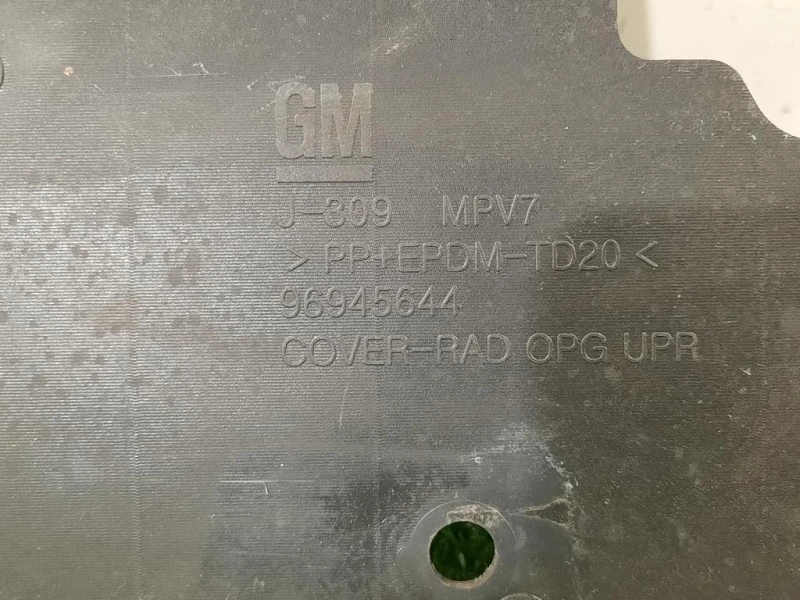 GM
J-309 MPV7
> PP+EPDM-TD20 <
96945644
COVER-RAD OPG UPR